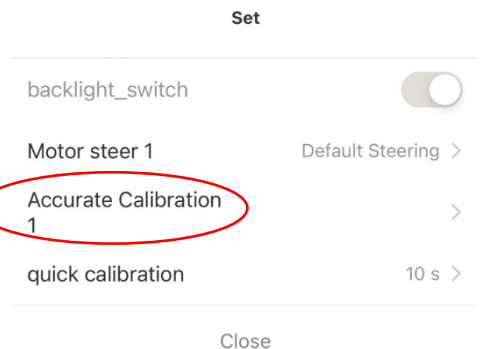 Set
backlight_switch
Motor steer 1 Default Steering >
Accurate Calibration
1 >
quick calibration 10 s >
Close